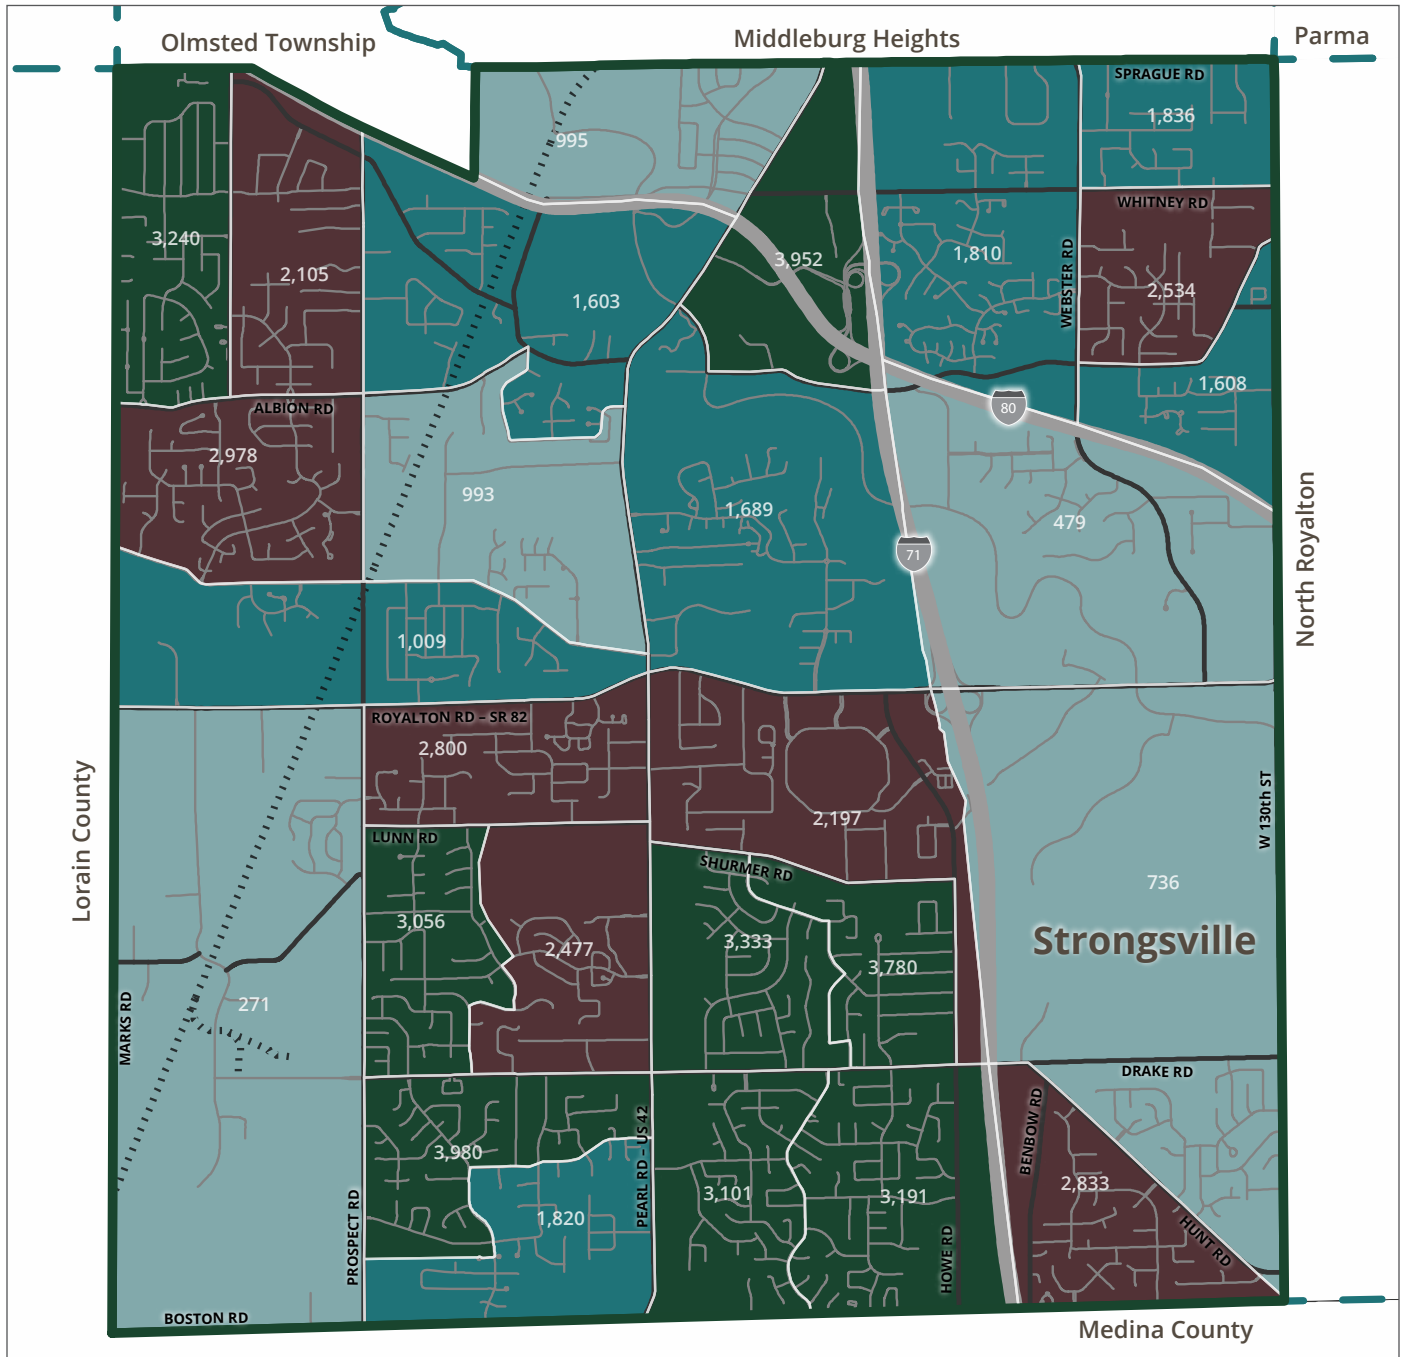 Olmsted Township
Middleburg Heights
Parma
SPRAGUE RD
1,836
995
WHITNEY RD
3,240
2,105
3,952
1,810
WEBSTER RD
2,534
1,603
1,608
80
ALBION RD
2,978
993
1,689
479
71
North Royalton
1,009
ROYALTON RD – SR 82
2,800
2,197
W 130th ST
LUNN RD
SHURMER RD
Lorain County
736
3,056
2,477
3,333
3,780
Strongsville
271
MARKS RD
DRAKE RD
BENBOW RD
3,980
PEARL RD – US 42
2,833
3,101
3,191
1,820
PROSPECT RD
HOWE RD
HUNT RD
BOSTON RD
Medina County